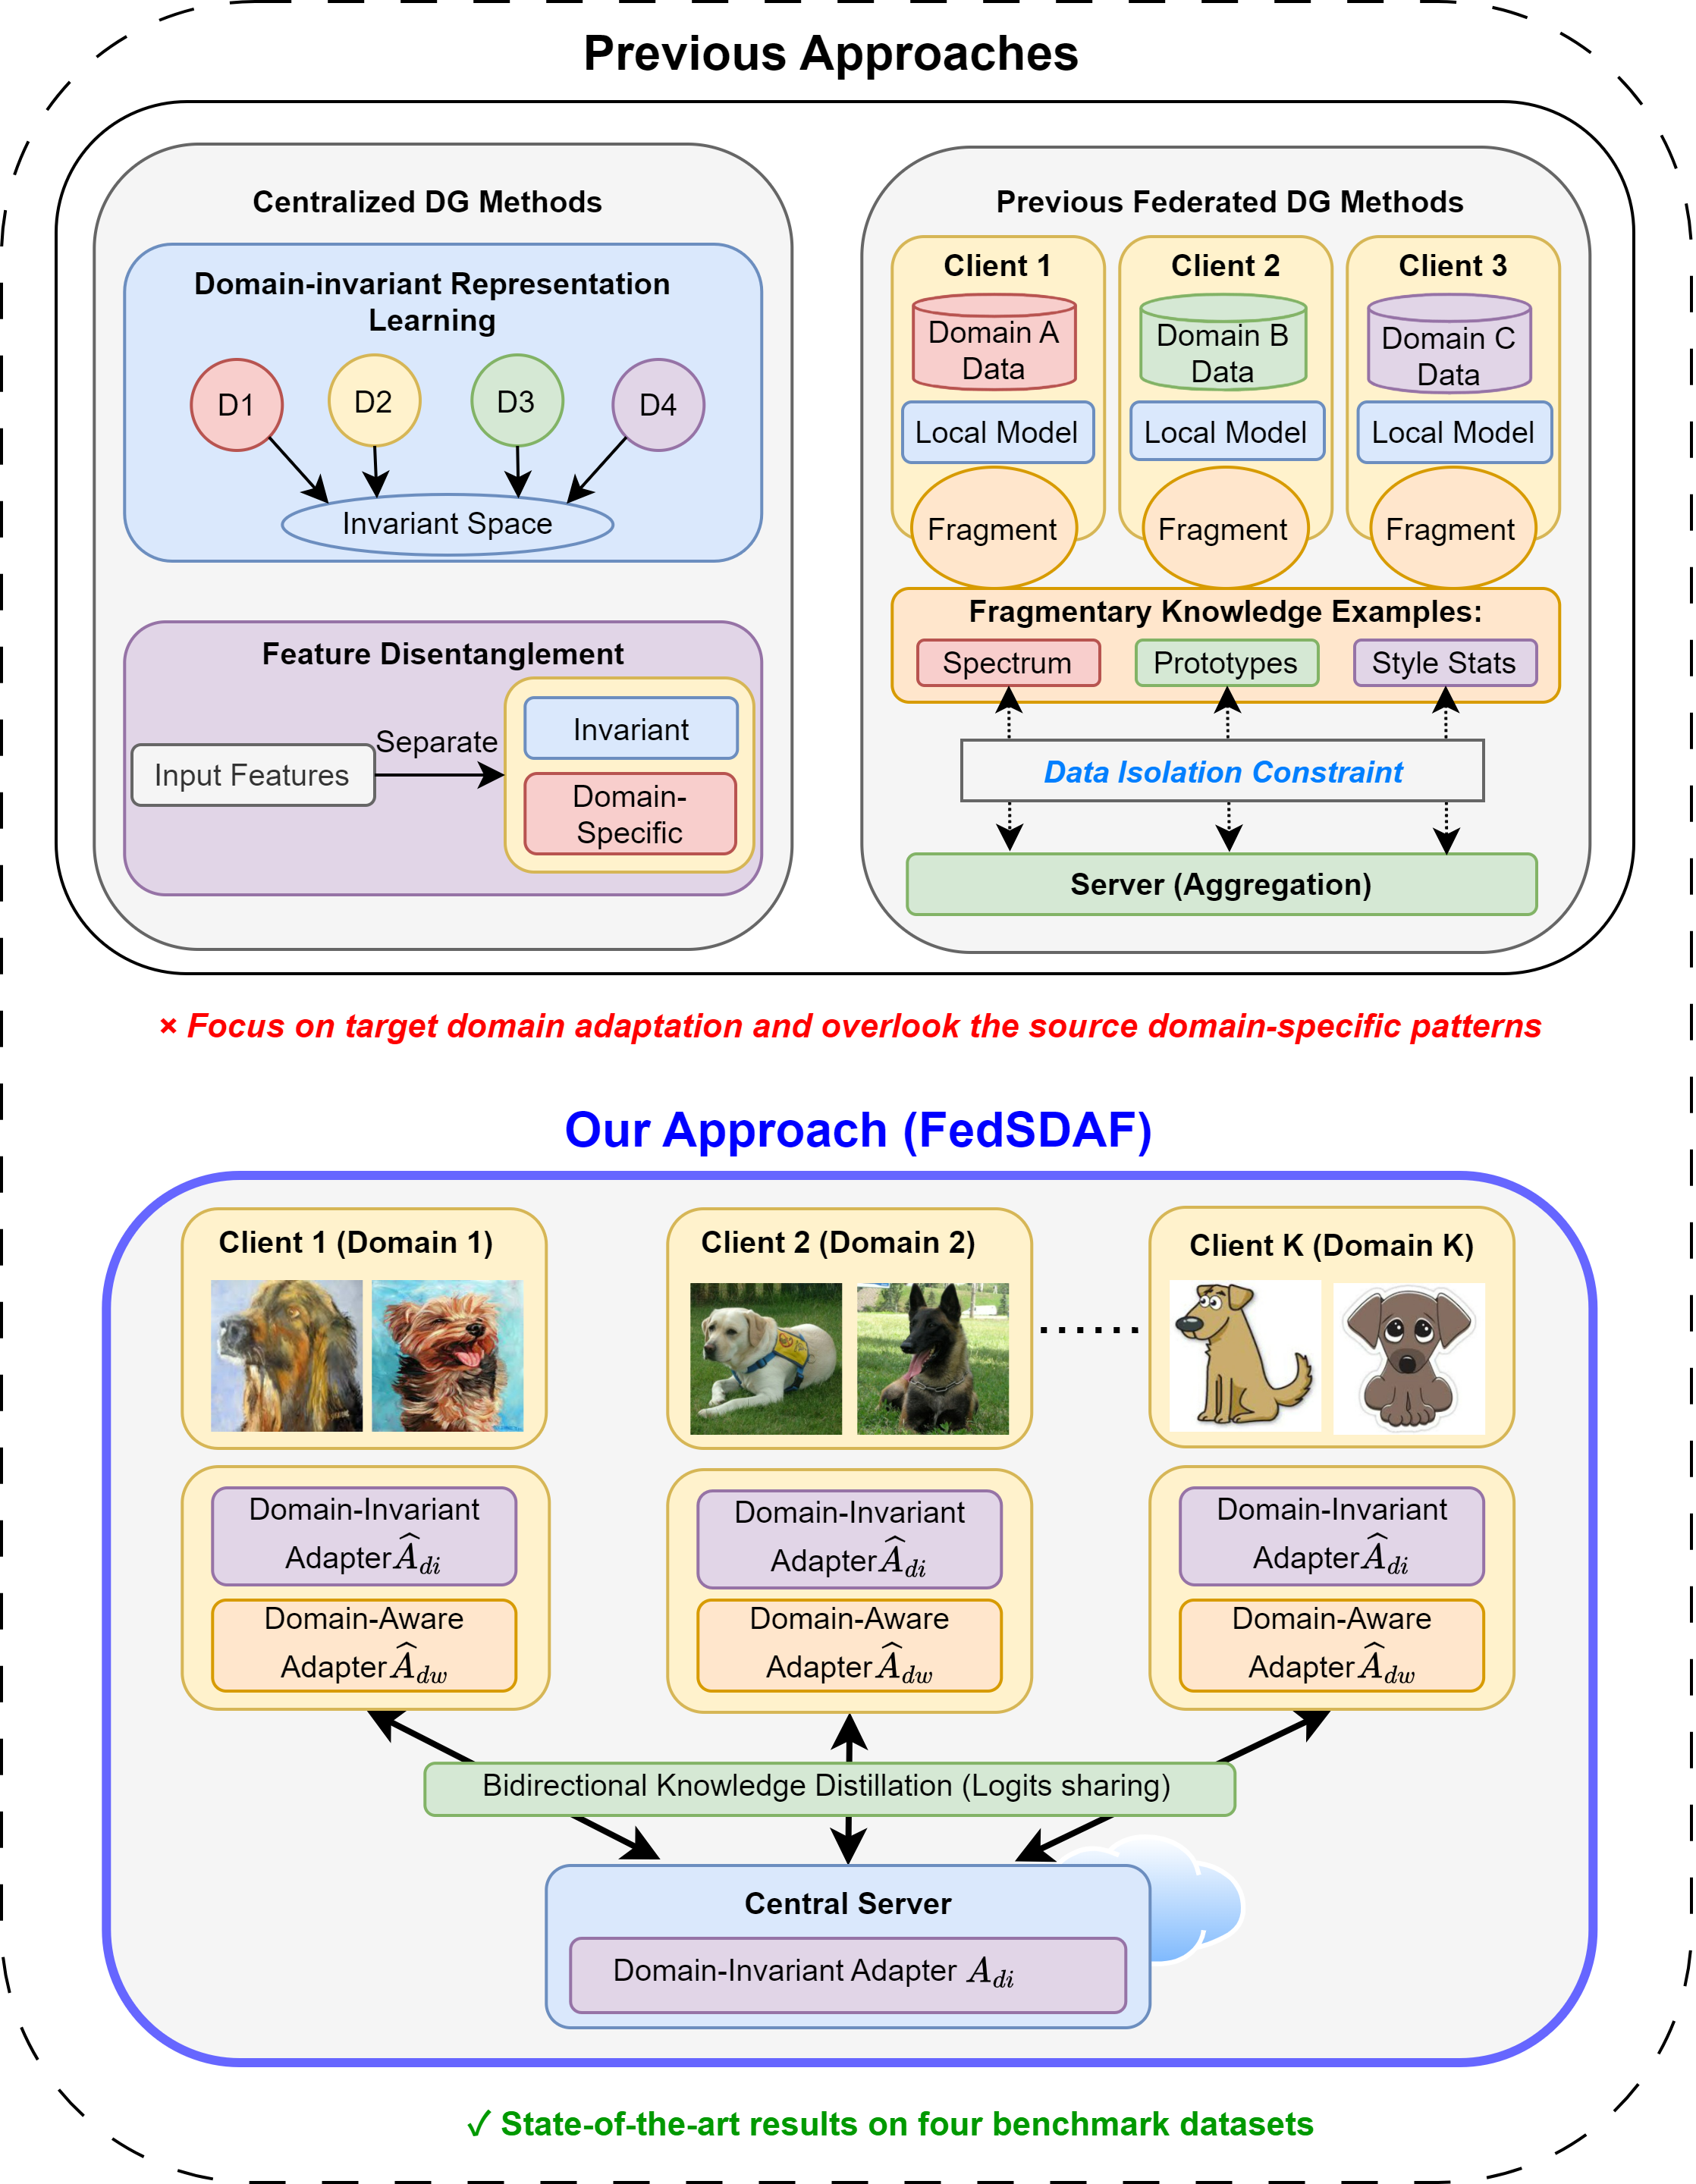 Previous Approaches
Centralized DG Methods
Domain-invariant Representation
Learning
D1
D2
D3
D4
Invariant Space
Feature Disentanglement
Input Features
Separate
Invariant
Domain-
Specific
Previous Federated DG Methods
Client 1
Domain A
Data
Local Model
Fragment
Client 2
Domain B
Data
Local Model
Fragment
Client 3
Domain C
Data
Local Model
Fragment
Fragmentary Knowledge Examples:
Spectrum
Prototypes
Style Stats
Data Isolation Constraint
Server (Aggregation)
× Focus on target domain adaptation and overlook the source domain-specific patterns
Our Approach (FedSDAF)
Client 1 (Domain 1)
Client 2 (Domain 2)
......
Client K (Domain K)
Domain-Invariant
Adapter $\widehat{A}_{di}$
Domain-Aware
Adapter $\widehat{A}_{dw}$
Domain-Invariant
Adapter $\widehat{A}_{di}$
Domain-Aware
Adapter $\widehat{A}_{dw}$
Domain-Invariant
Adapter $\widehat{A}_{di}$
Domain-Aware
Adapter $\widehat{A}_{dw}$
Bidirectional Knowledge Distillation (Logits sharing)
Central Server
Domain-Invariant Adapter $A_{di}$
✓ State-of-the-art results on four benchmark datasets